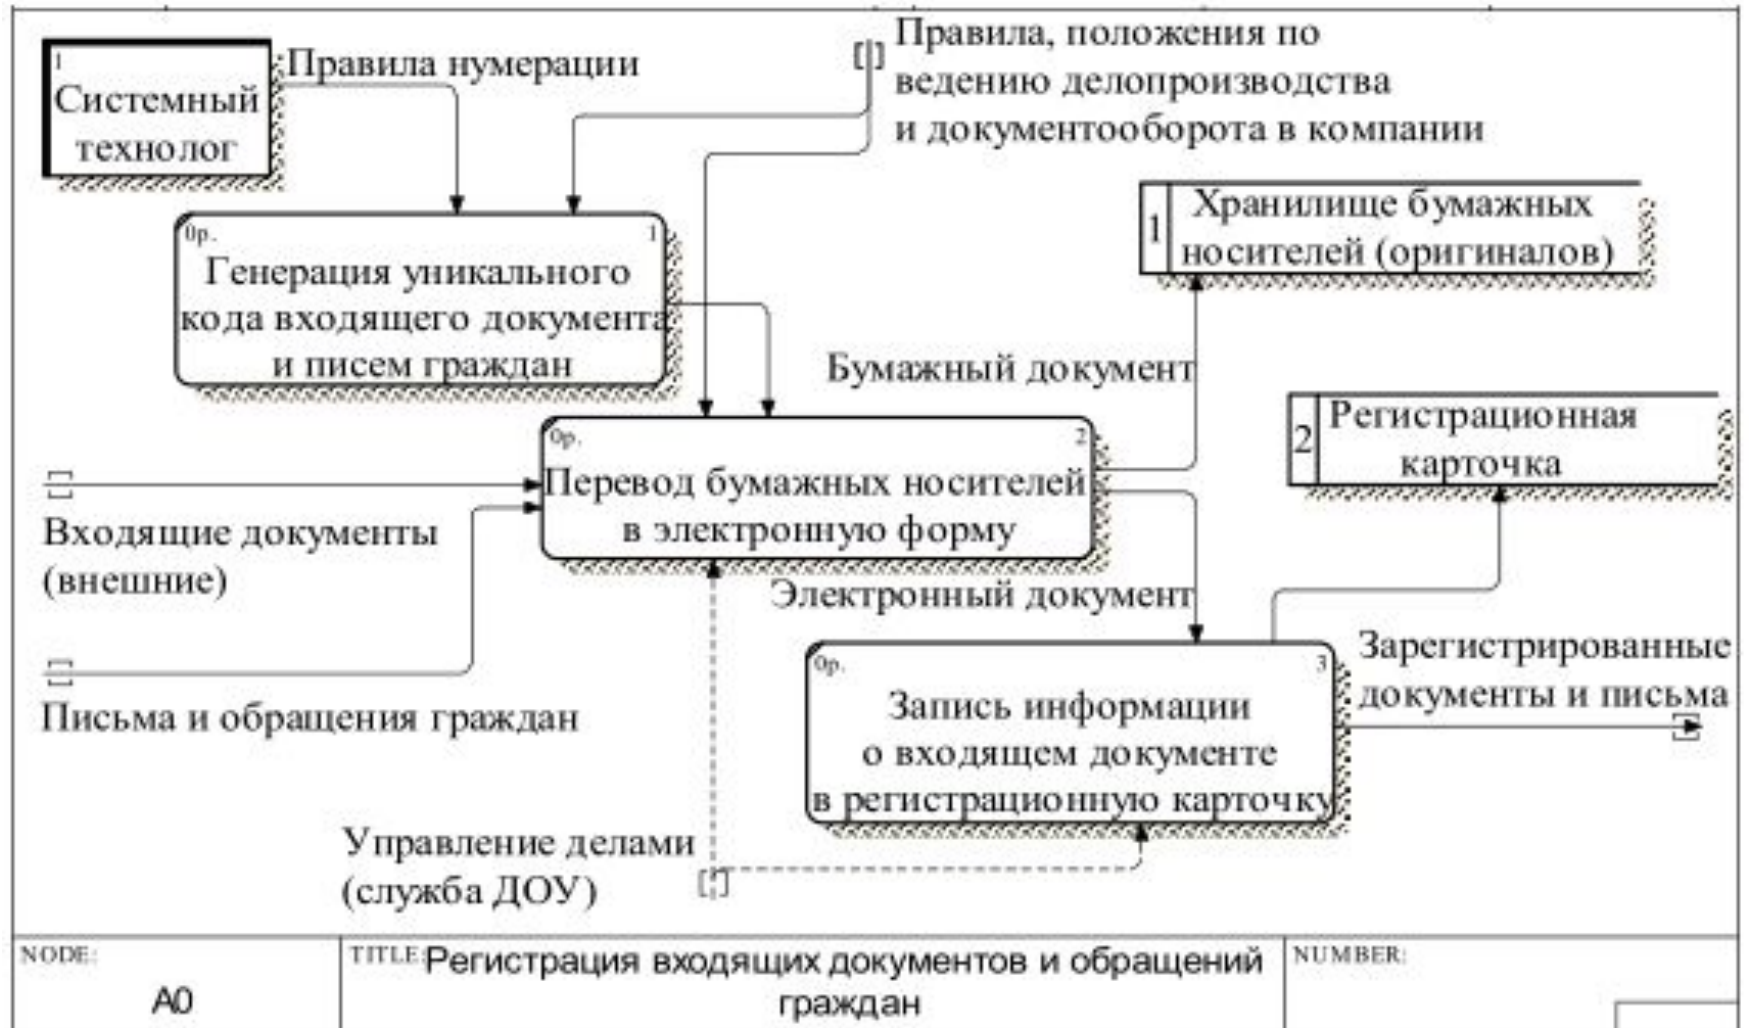 1
Системный
технолог
Правила нумерации
Правила, положения по
ведению делопроизводства
и документооборота в компании
0р.
1
Генерация уникального
кода входящего документа
и писем граждан
1
Хранилище бумажных
носителей (оригиналов)
Бумажный документ
2
Регистрационная
карточка
0р.
2
Перевод бумажных носителей
в электронную форму
Входящие документы
(внешние)
Электронный документ
Письма и обращения граждан
0р.
3
Запись информации
о входящем документе
в регистрационную карточку
Зарегистрированные
документы и письма
Управление делами
(служба ДОУ)
NODE:
A0
TITLE:
Регистрация входящих документов и обращений
граждан
NUMBER: